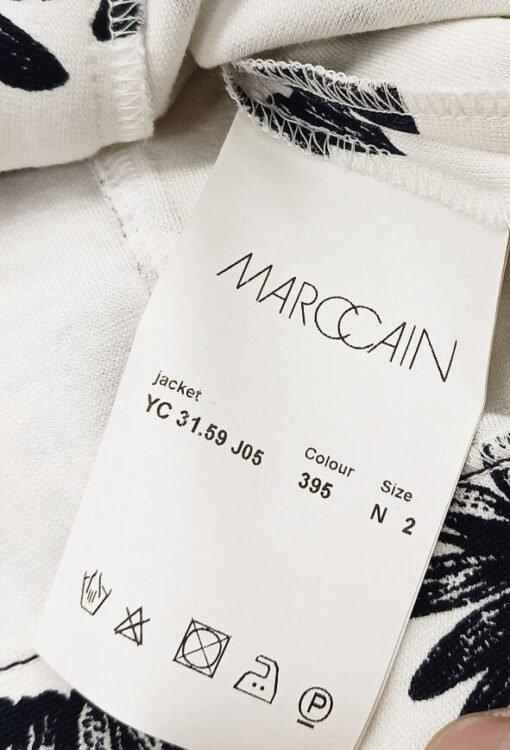 MARCCAIN
jacket
YC 31.59 J05
Colour
395
Size
N 2
P